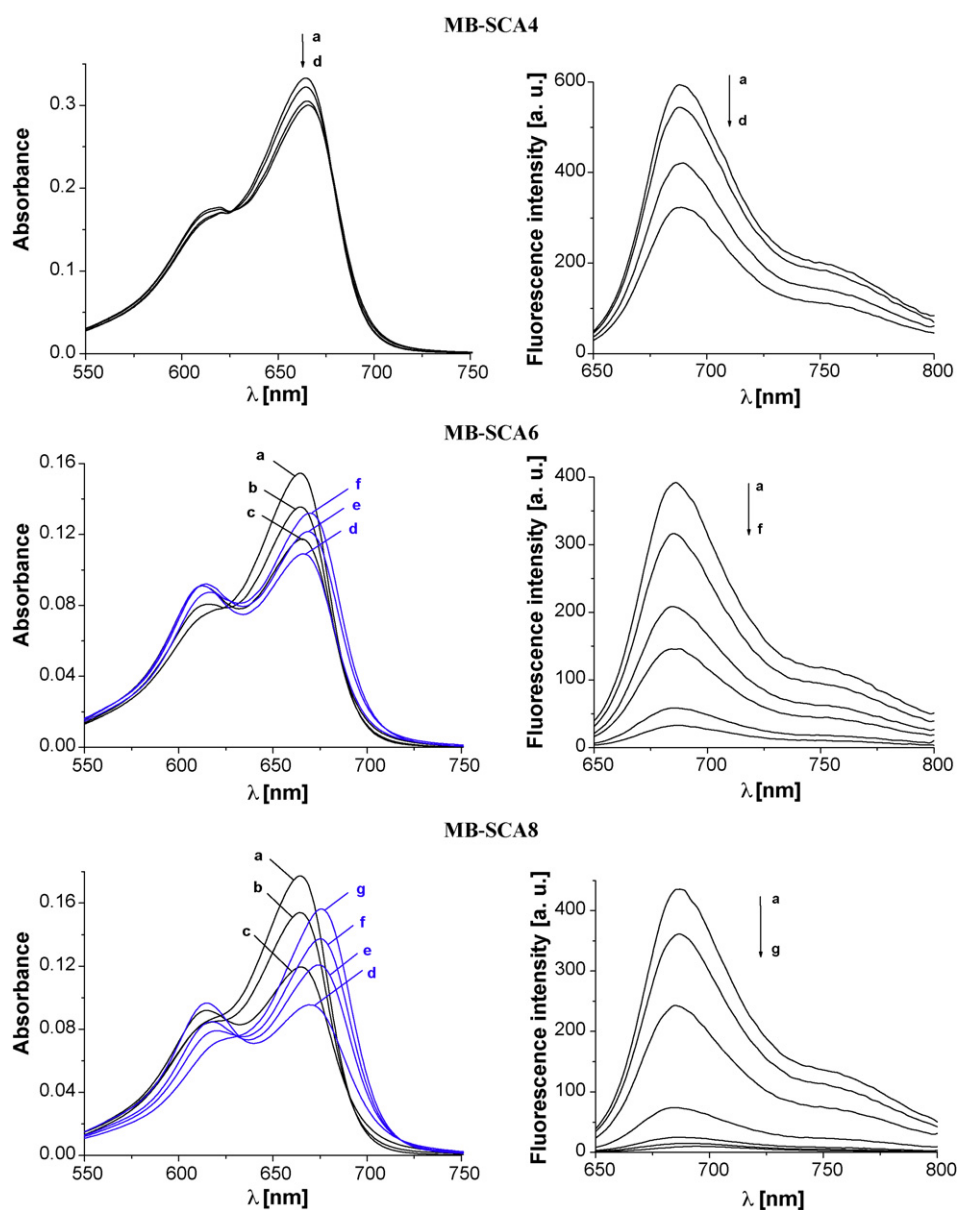 MB-SCA4
a
d
0.3
0.2
0.1
0.0
Absorbance
550 600 650 700 750
λ [nm]
a
d
600
400
200
0
Fluorescence intensity [a. u.]
650 700 750 800
λ [nm]
MB-SCA6
a
b
c
f
e
d
0.16
0.12
0.08
0.04
0.00
Absorbance
550 600 650 700 750
λ [nm]
a
f
400
300
200
100
0
Fluorescence intensity [a. u.]
650 700 750 800
λ [nm]
MB-SCA8
a
b
c
g
f
e
d
0.16
0.12
0.08
0.04
0.00
Absorbance
550 600 650 700 750
λ [nm]
a
g
400
300
200
100
0
Fluorescence intensity [a. u.]
650 700 750 800
λ [nm]